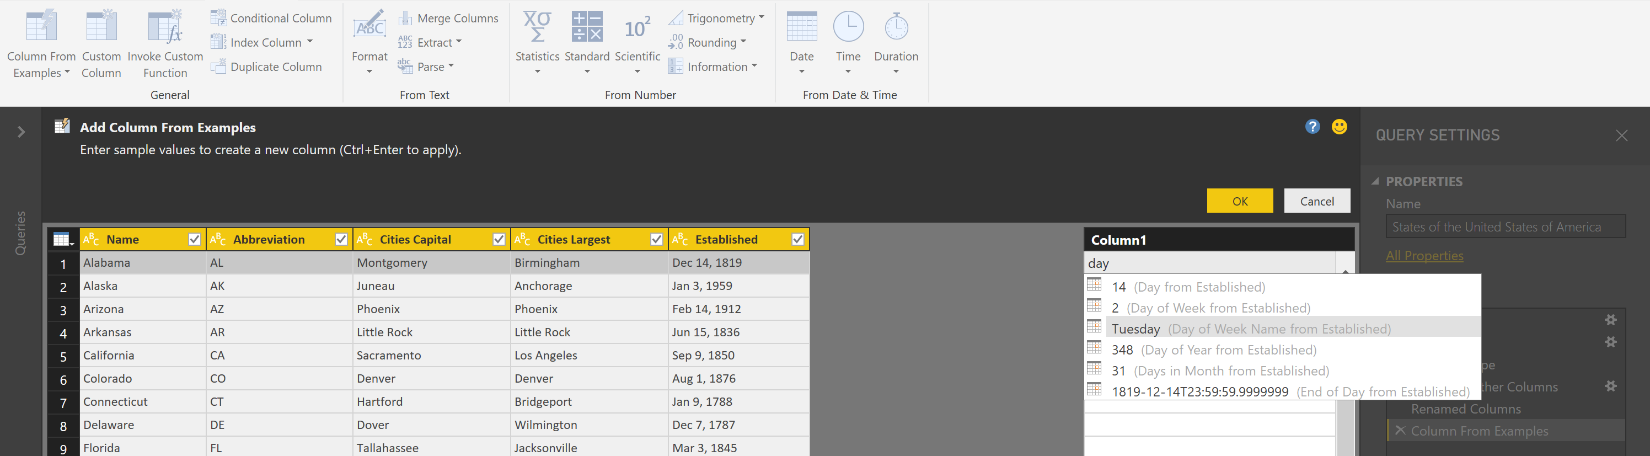 Column From Examples
Custom Column
Invoke Custom Function
Conditional Column
Index Column
Duplicate Column
General
Format
Merge Columns
Extract
Parse
From Text
Statistics
Standard
Scientific
Trigonometry
Rounding
Information
From Number
Date
Time
Duration
From Date & Time
Queries
Add Column From Examples
Enter sample values to create a new column (Ctrl+Enter to apply).
OK
Cancel
Name Abbreviation Cities Capital Cities Largest Established
1 Alabama AL Montgomery Birmingham Dec 14, 1819
2 Alaska AK Juneau Anchorage Jan 3, 1959
3 Arizona AZ Phoenix Phoenix Feb 14, 1912
4 Arkansas AR Little Rock Little Rock Jun 15, 1836
5 California CA Sacramento Los Angeles Sep 9, 1850
6 Colorado CO Denver Denver Aug 1, 1876
7 Connecticut CT Hartford Bridgeport Jan 9, 1788
8 Delaware DE Dover Wilmington Dec 7, 1787
9 Florida FL Tallahassee Jacksonville Mar 3, 1845
Column1
day
14 (Day from Established)
2 (Day of Week from Established)
Tuesday (Day of Week Name from Established)
348 (Day of Year from Established)
31 (Days in Month from Established)
1819-12-14T23:59:59.9999999 (End of Day from Established)
QUERY SETTINGS
PROPERTIES
Name
States of the United States of America
All Properties
Columns
Renamed Columns
Column From Examples